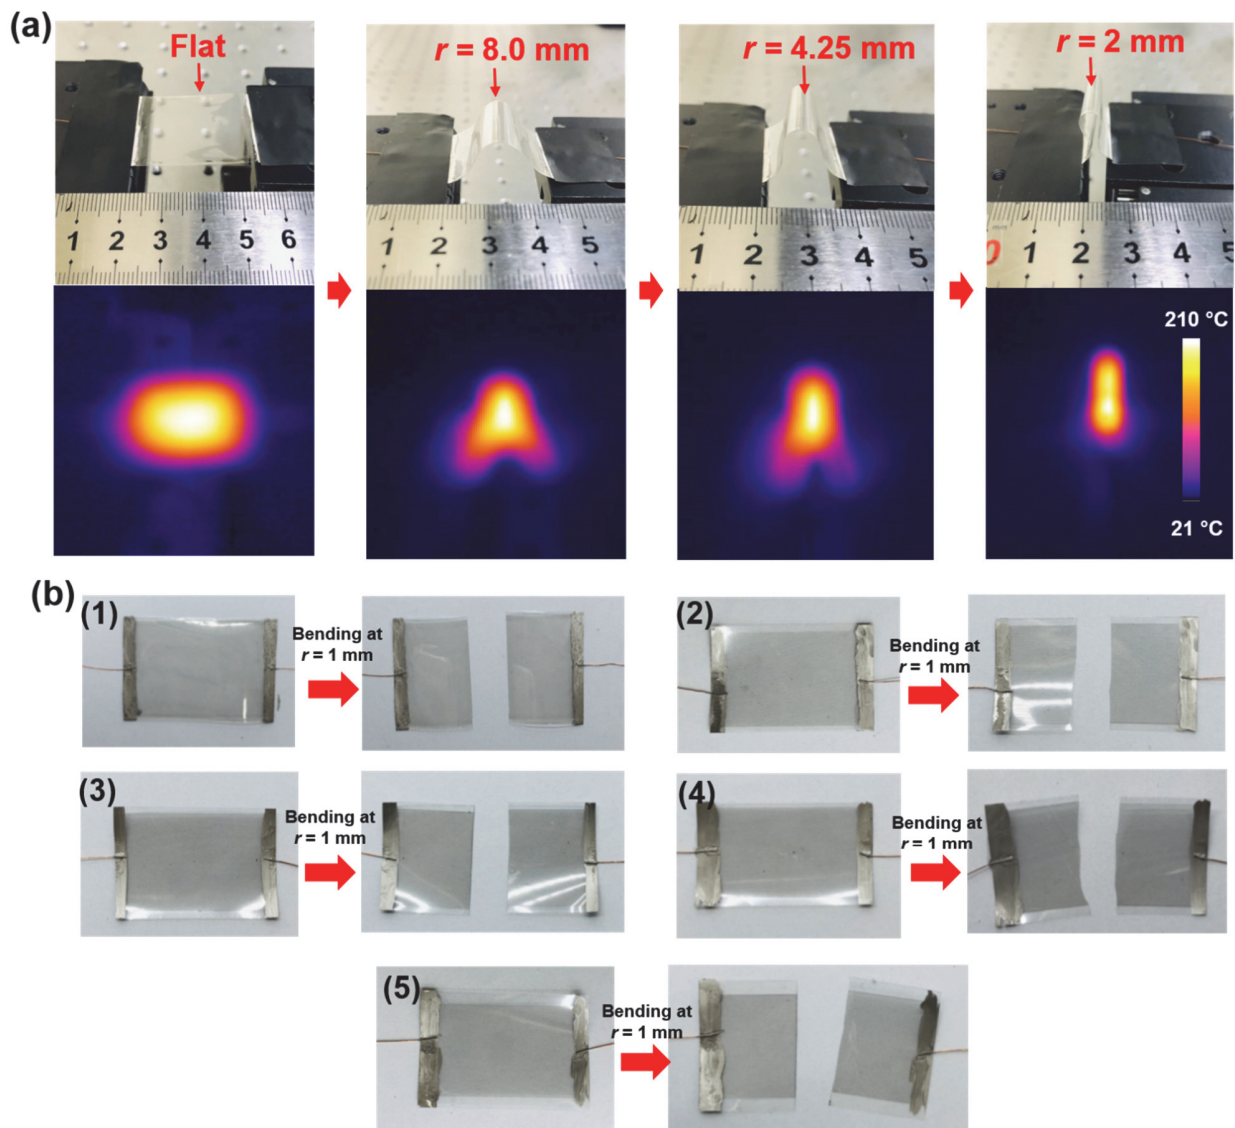 (a)
Flat
r = 8.0 mm
r = 4.25 mm
r = 2 mm
1 2 3 4 5 6
1 2 3 4 5
1 2 3 4 5
0 1 2 3 4 5
210 °C
21 °C
(b)
(1)
Bending at
r = 1 mm
(2)
Bending at
r = 1 mm
(3)
Bending at
r = 1 mm
(4)
Bending at
r = 1 mm
(5)
Bending at
r = 1 mm